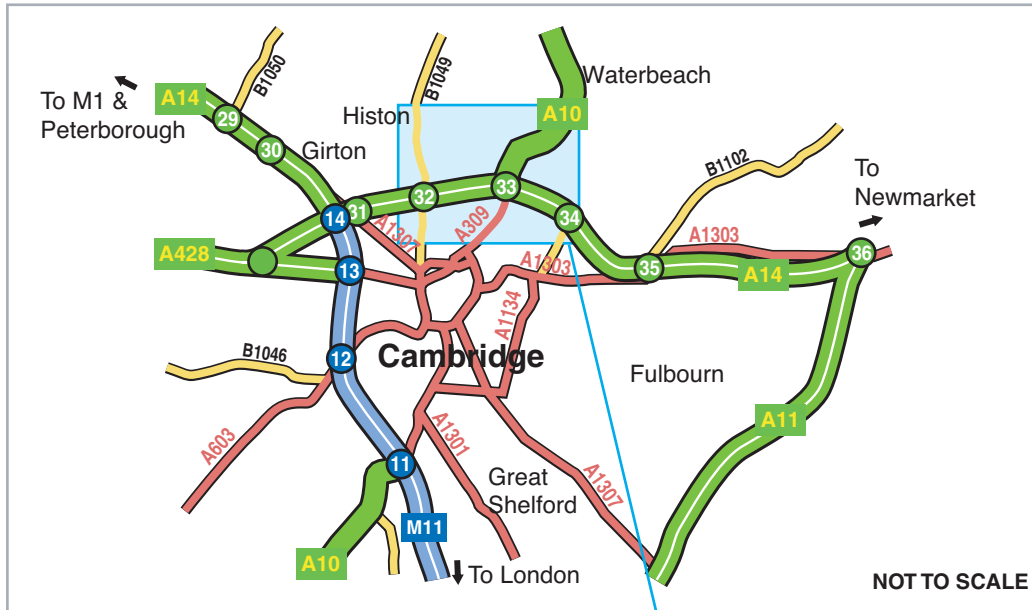 B1050
B1049
Waterbeach
To M1 &
Peterborough
A14
29
30
Girton
Histon
A10
B1102
To
Newmarket
33
32
31
34
14
A1307
A309
A1303
36
A428
13
A1303
35
A14
A1134
12
Cambridge
B1046
Fulbourn
A603
A1301
A11
11
Great
Shelford
A1307
M11
A10
To London
NOT TO SCALE